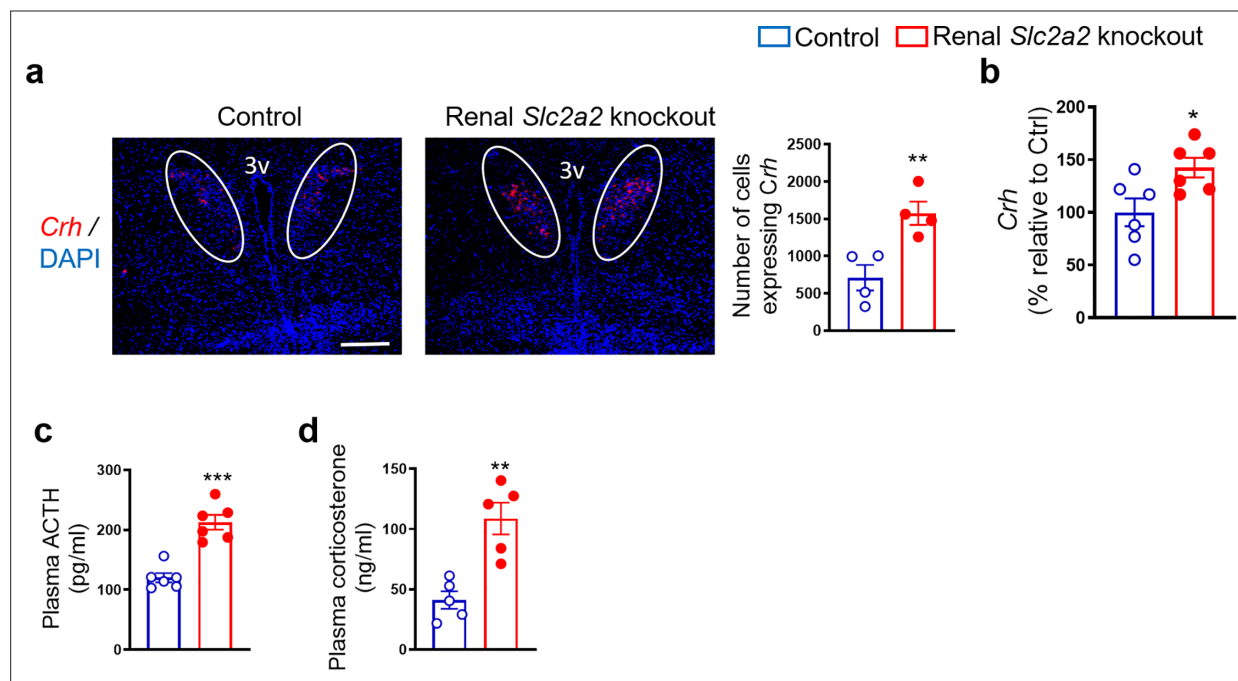 Control Renal Slc2a2 knockout
a
Control
Renal Slc2a2 knockout
3v
3v
Crh /
DAPI
Number of cells
expressing Crh
2500
2000
1500
1000
500
0
**
b
Crh
(% relative to Ctrl)
200
150
100
50
0
*
c
Plasma ACTH
(pg/ml)
300
200
100
0
***
d
Plasma corticosterone
(ng/ml)
150
100
50
0
**